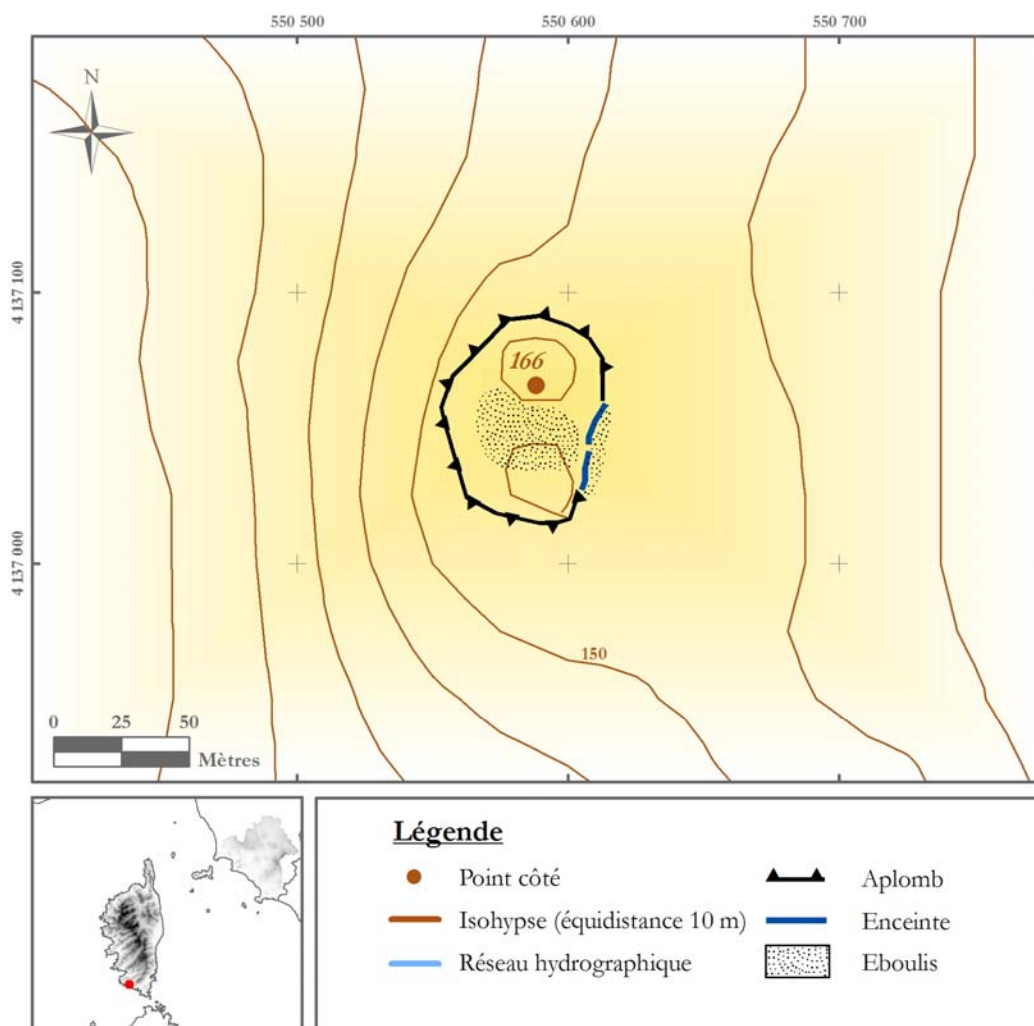 550 500
550 600
550 700
N
4 137 100
166
4 137 000
150
0 25 50
Mètres
Légende
Point côté
Isohypse (équidistance 10 m)
Réseau hydrographique
Aplomb
Enceinte
Eboulis